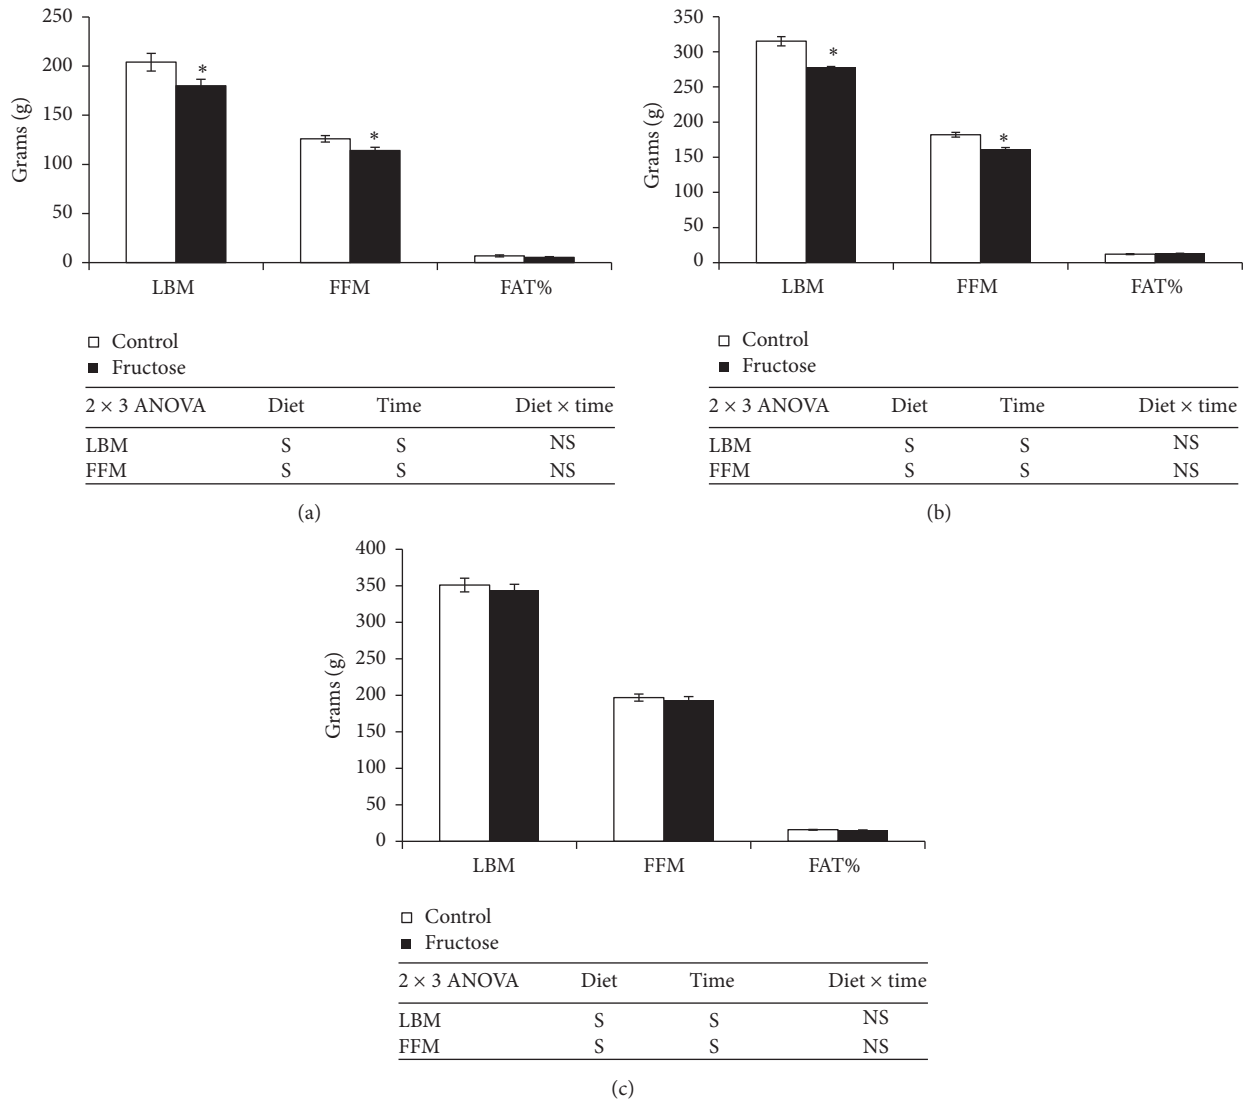 250
200
150
100
50
0
Grams (g)
*
*
LBM FFM FAT%
Control
Fructose
2 × 3 ANOVA Diet Time Diet × time
LBM S S NS
FFM S S NS
(a)
350
300
250
200
150
100
50
0
Grams (g)
*
*
LBM FFM FAT%
Control
Fructose
2 × 3 ANOVA Diet Time Diet × time
LBM S S NS
FFM S S NS
(b)
400
350
300
250
200
150
100
50
0
Grams (g)
LBM FFM FAT%
Control
Fructose
2 × 3 ANOVA Diet Time Diet × time
LBM S S NS
FFM S S NS
(c)